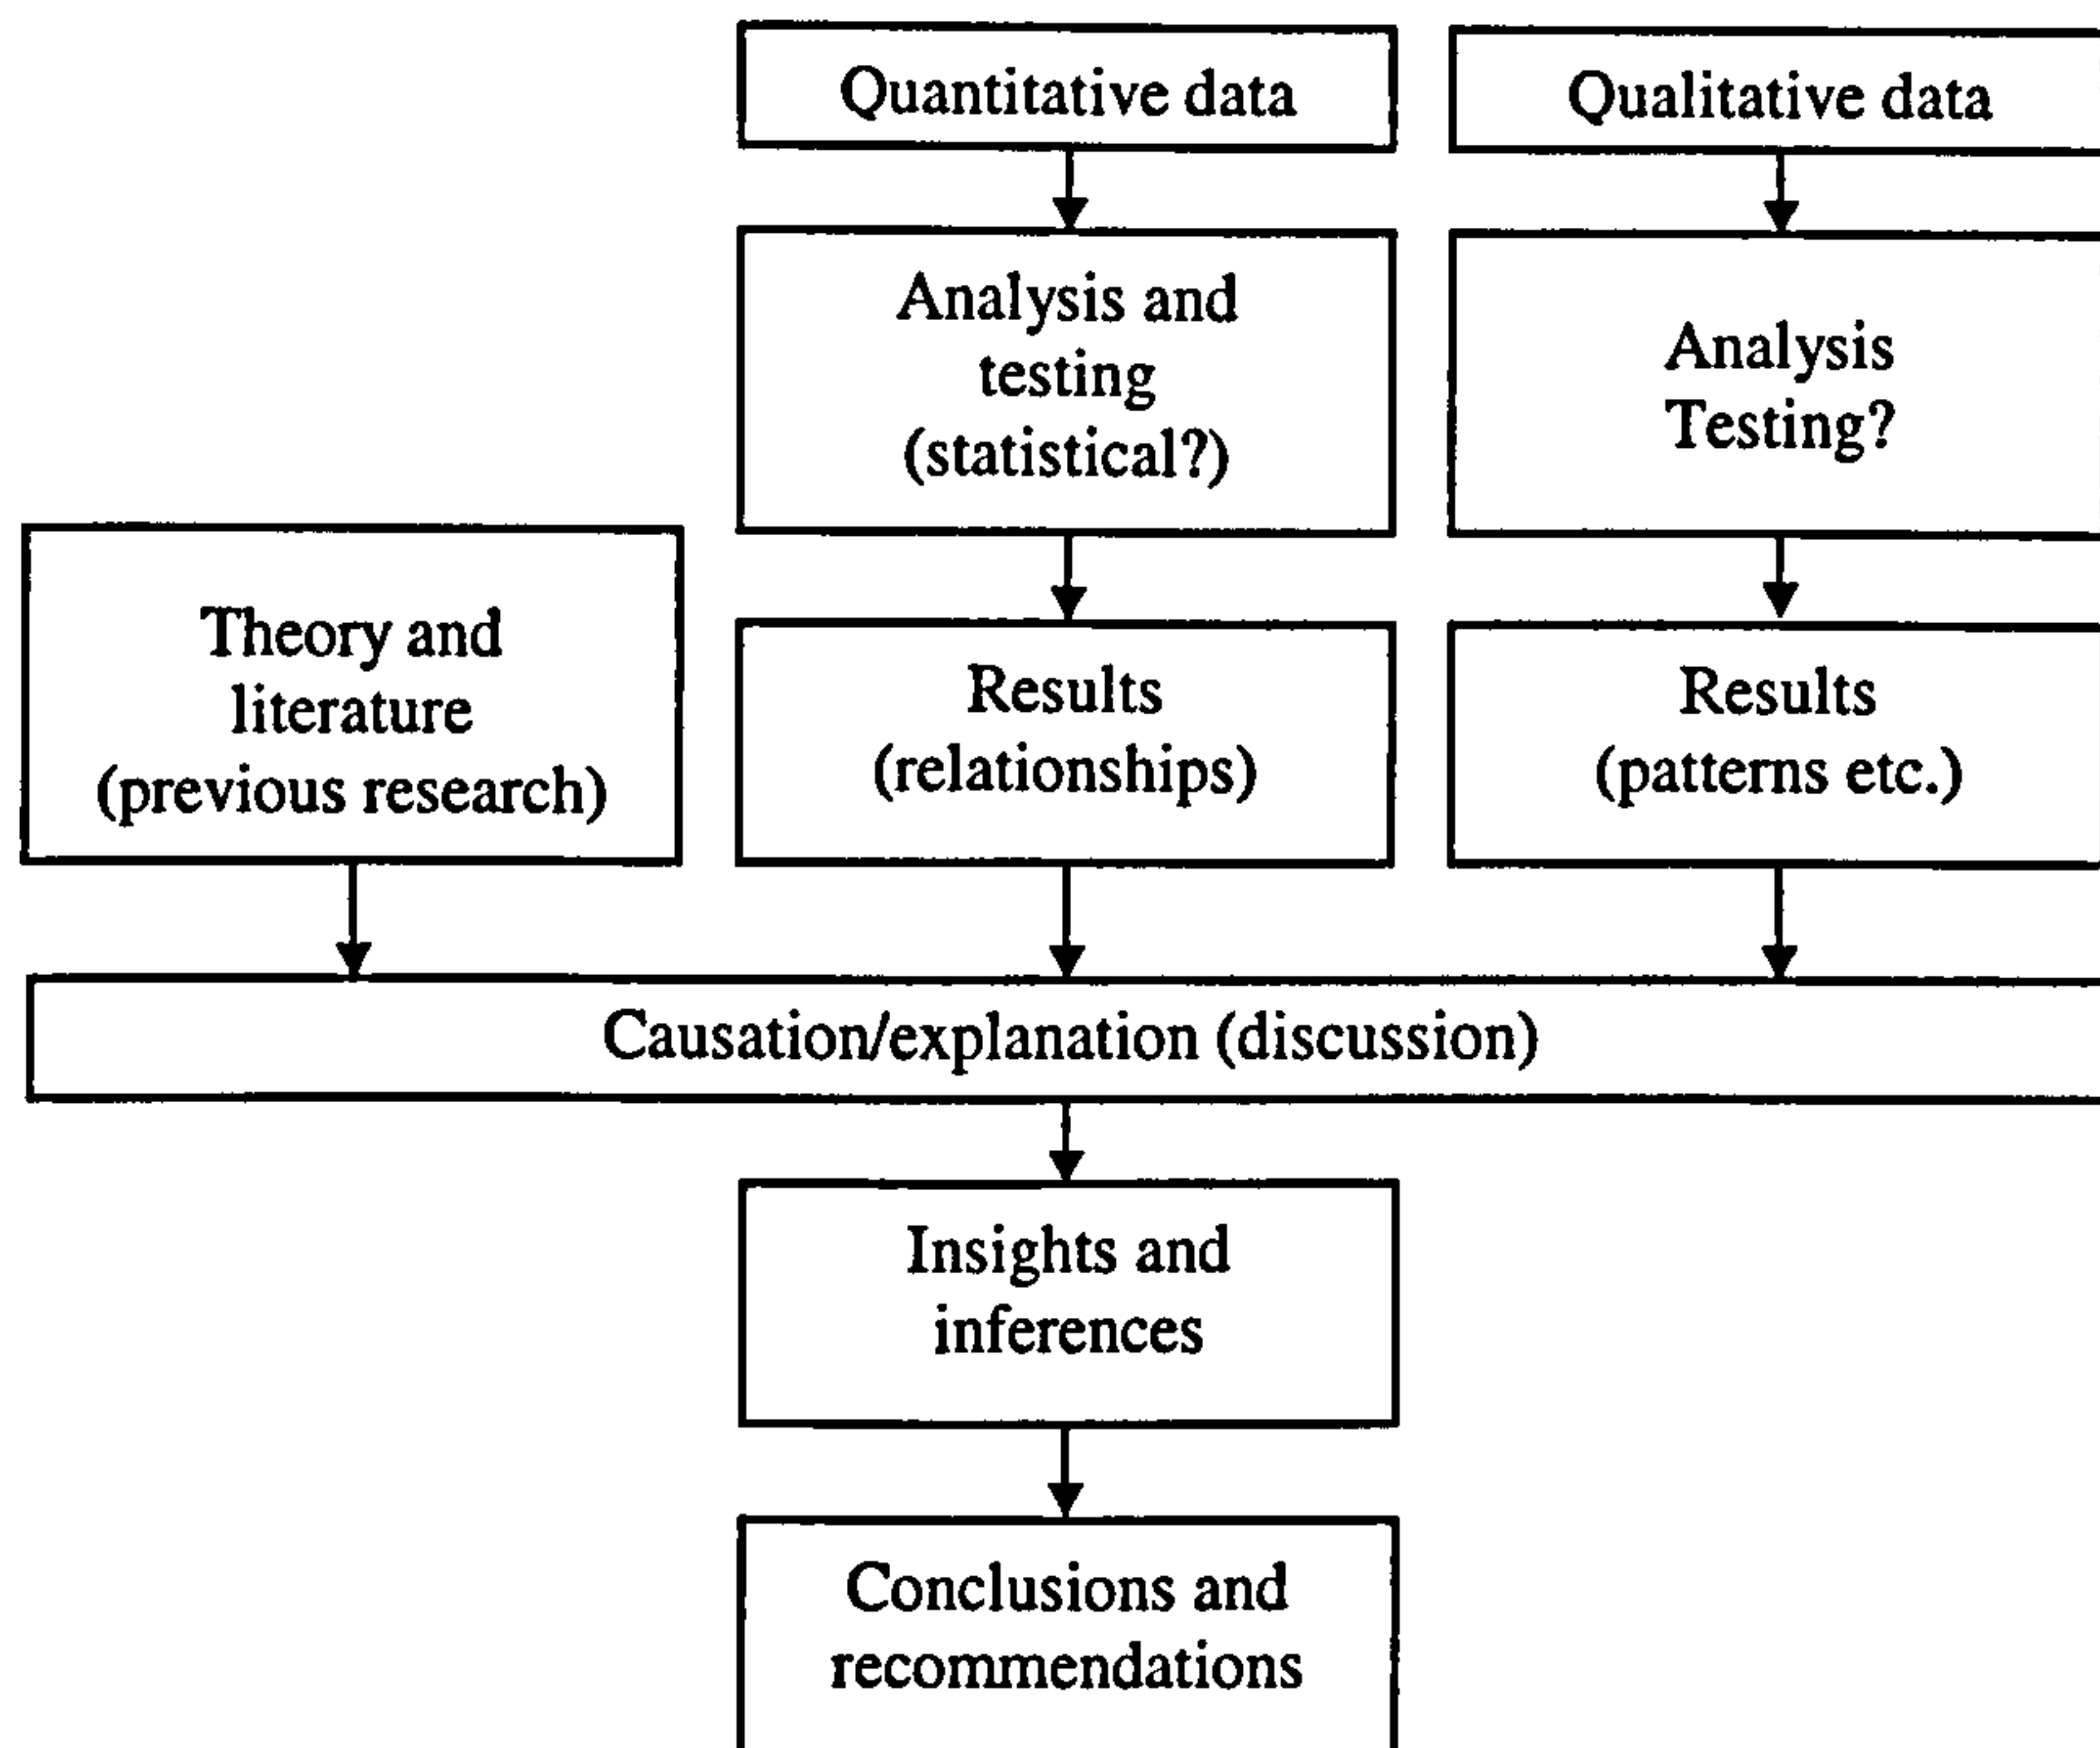 Quantitative data
Qualitative data
Analysis and
testing
(statistical?)
Analysis
Testing?
Theory and
literature
(previous research)
Results
(relationships)
Results
(patterns etc.)
Causation/explanation (discussion)
Insights and
inferences
Conclusions and
recommendations